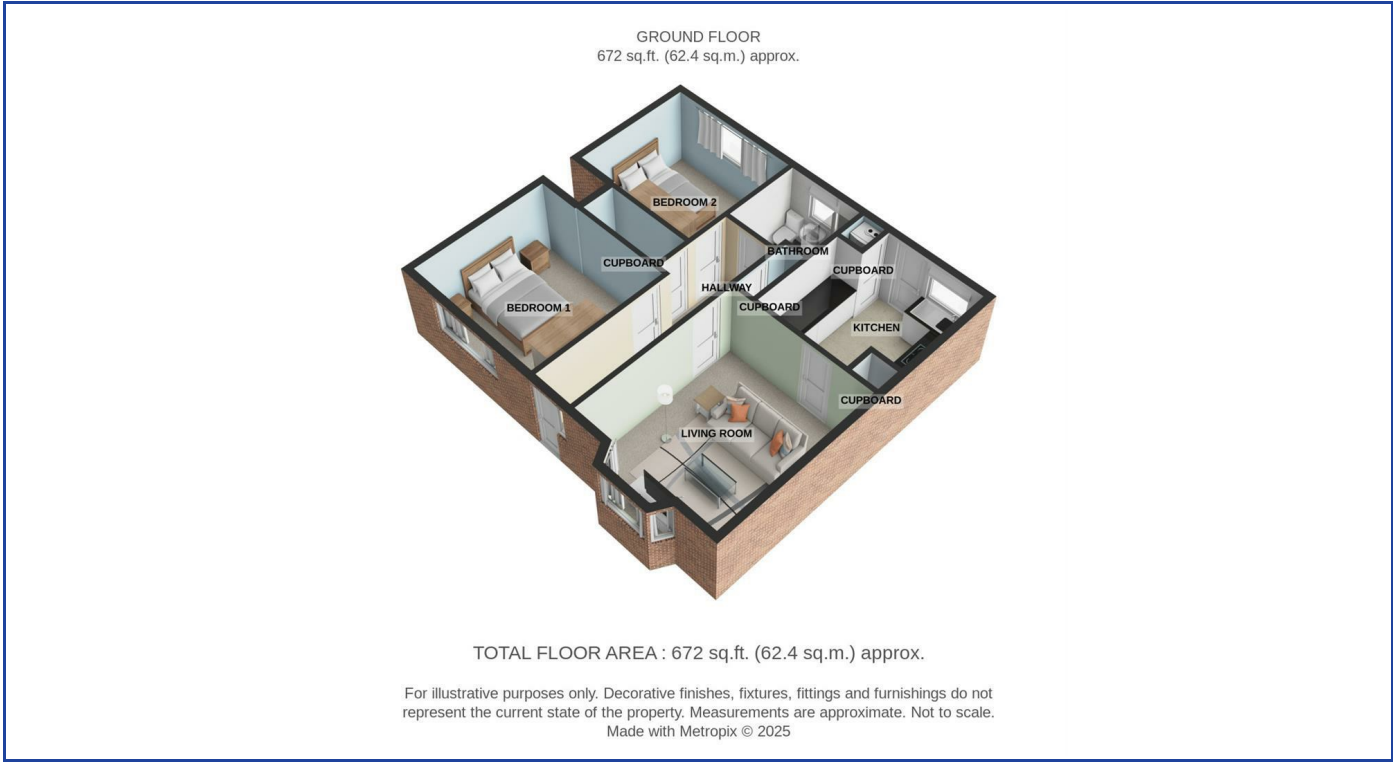 GROUND FLOOR
672 sq.ft. (62.4 sq.m.) approx.
BEDROOM 2
BATHROOM
CUPBOARD
CUPBOARD
HALLWAY
CUPBOARD
BEDROOM 1
KITCHEN
CUPBOARD
LIVING ROOM
TOTAL FLOOR AREA : 672 sq.ft. (62.4 sq.m.) approx.
For illustrative purposes only. Decorative finishes, fixtures, fittings and furnishings do not
represent the current state of the property. Measurements are approximate. Not to scale.
Made with Metropix © 2025